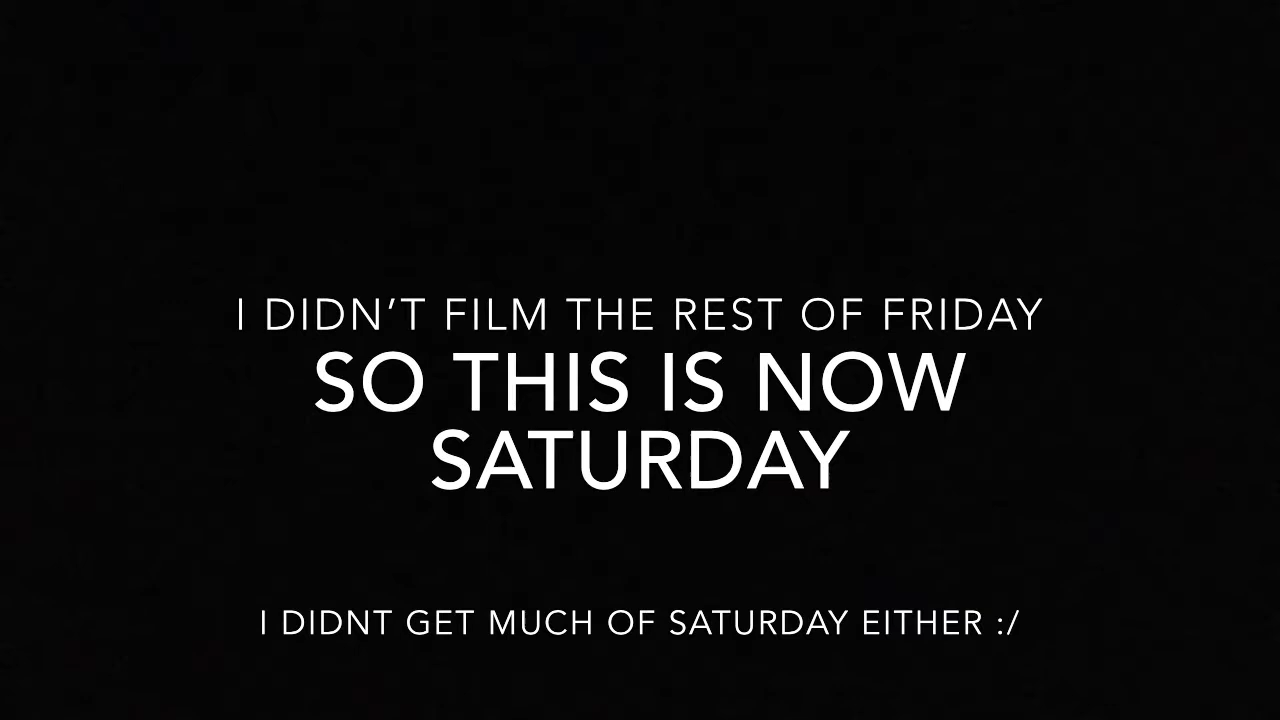 I DIDN’T FILM THE REST OF FRIDAY
SO THIS IS NOW
SATURDAY
I DIDNT GET MUCH OF SATURDAY EITHER :/